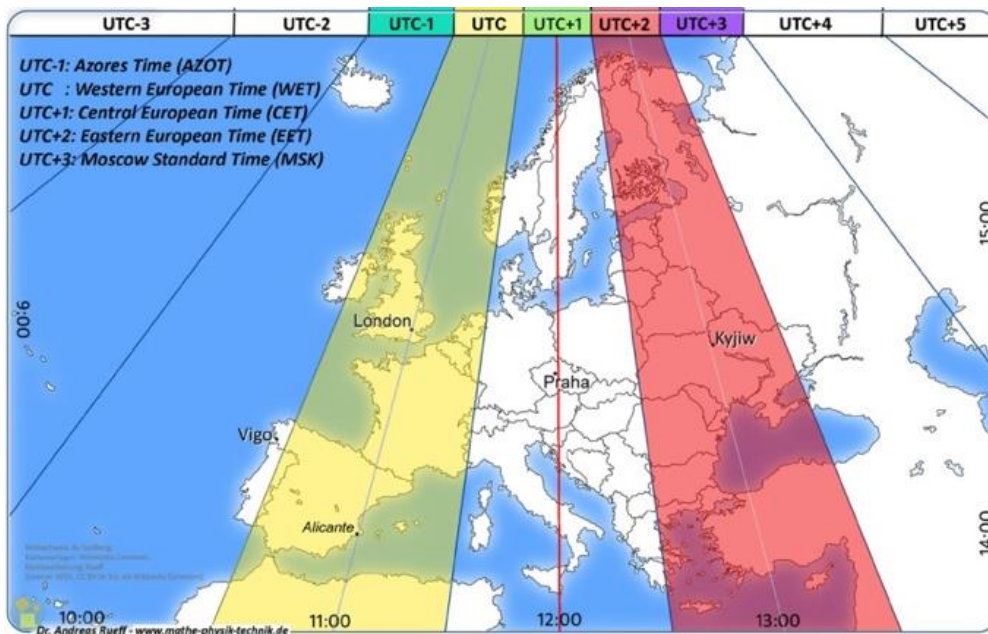 UTC-3 UTC-2 UTC-1 UTC UTC+1 UTC+2 UTC+3 UTC+4 UTC+5
UTC-1: Azores Time (AZOT)
UTC : Western European Time (WET)
UTC+1: Central European Time (CET)
UTC+2: Eastern European Time (EET)
UTC+3: Moscow Standard Time (MSK)
15:00
9:00
London
Kyjiw
Praha
Vigo
Alicante
14:00
10:00 11:00 12:00 13:00
Dr. Andreas Rueff - www.mathe-physik-technik.de